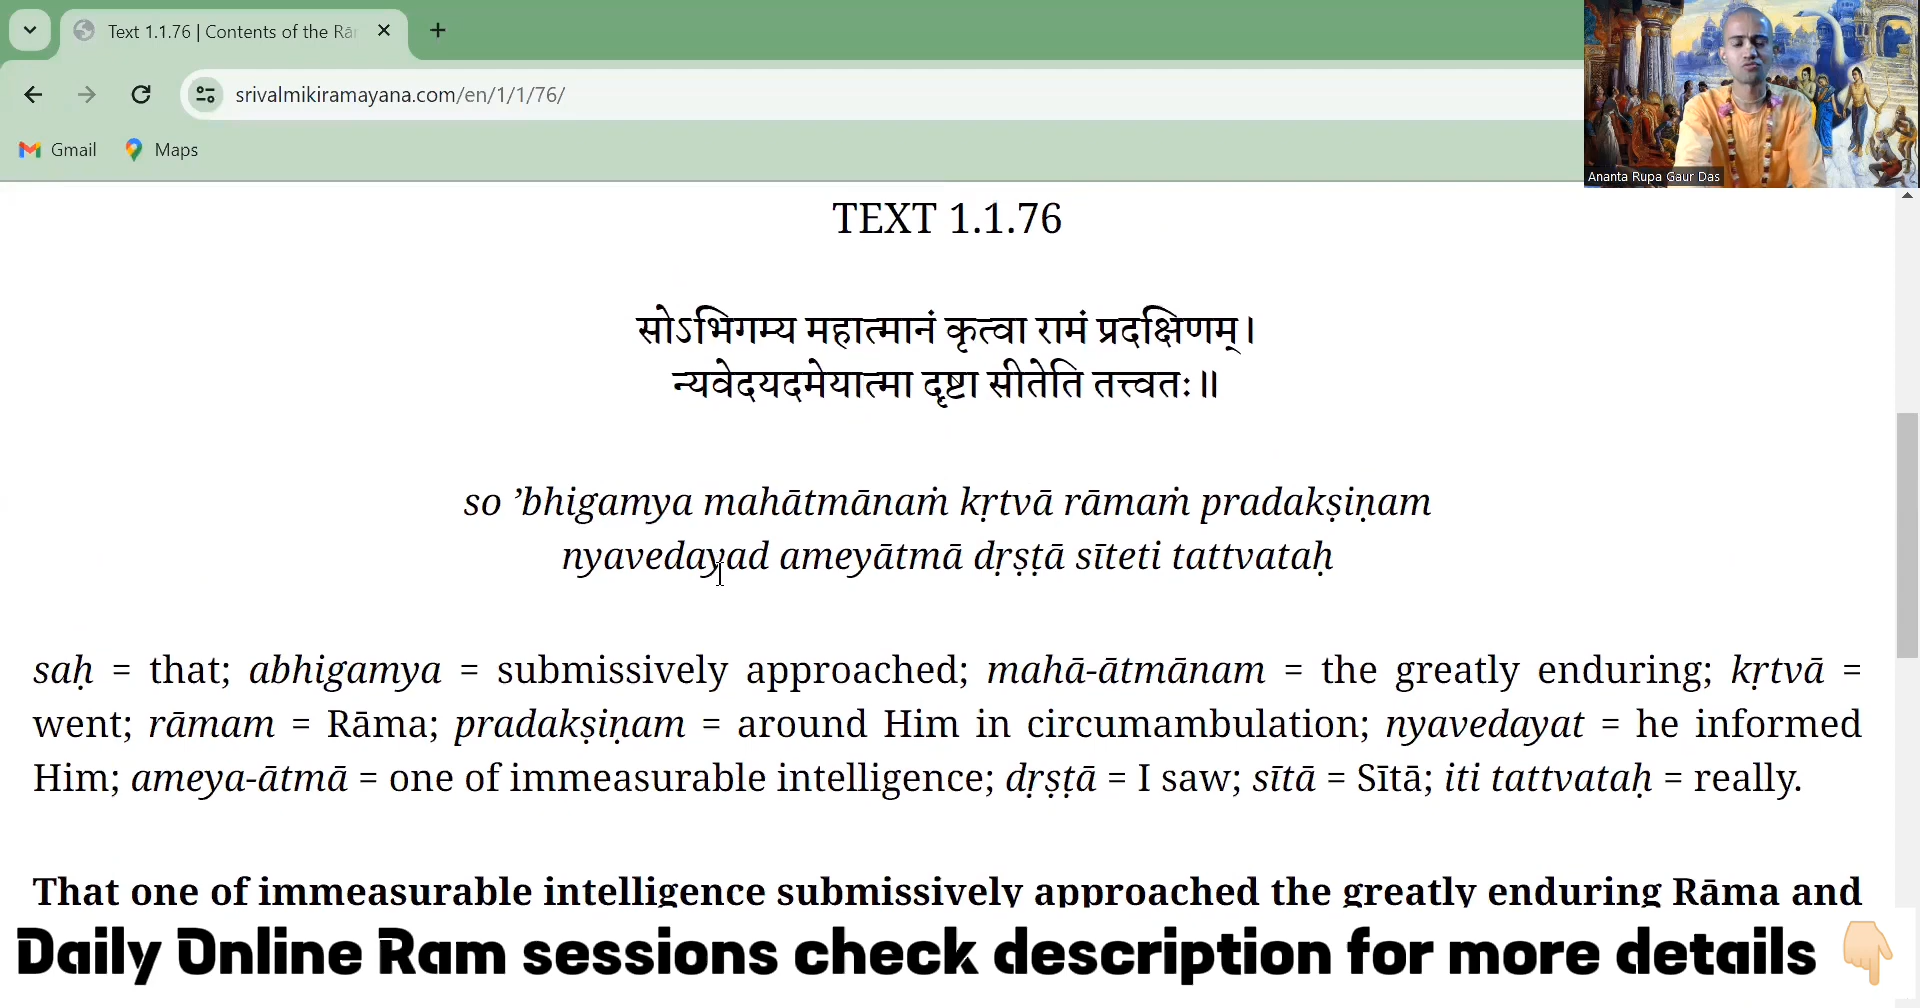 Text 1.1.76 | Contents of the Rā
srivalmikiramayana.com/en/1/1/76/
Gmail Maps
Ananta Rupa Gaur Das
TEXT 1.1.76
सोऽभिगम्य महात्मानं कृत्वा रामं प्रदक्षिणम्।
न्यवेदयदमेयात्मा दृष्टा सीतेति तत्त्वतः॥
so ’bhigamya mahātmānaṁ kṛtvā rāmaṁ pradakṣiṇam
nyavedayad ameyātmā dṛṣṭā sīteti tattvataḥ
saḥ = that; abhigamya = submissively approached; mahā-ātmānam = the greatly enduring; kṛtvā =
went; rāmam = Rāma; pradakṣiṇam = around Him in circumambulation; nyavedayat = he informed
Him; ameya-ātmā = one of immeasurable intelligence; dṛṣṭā = I saw; sītā = Sītā; iti tattvataḥ = really.
That one of immeasurable intelligence submissively approached the greatly enduring Rāma and
Daily Online Ram sessions check description for more details 👇🏻